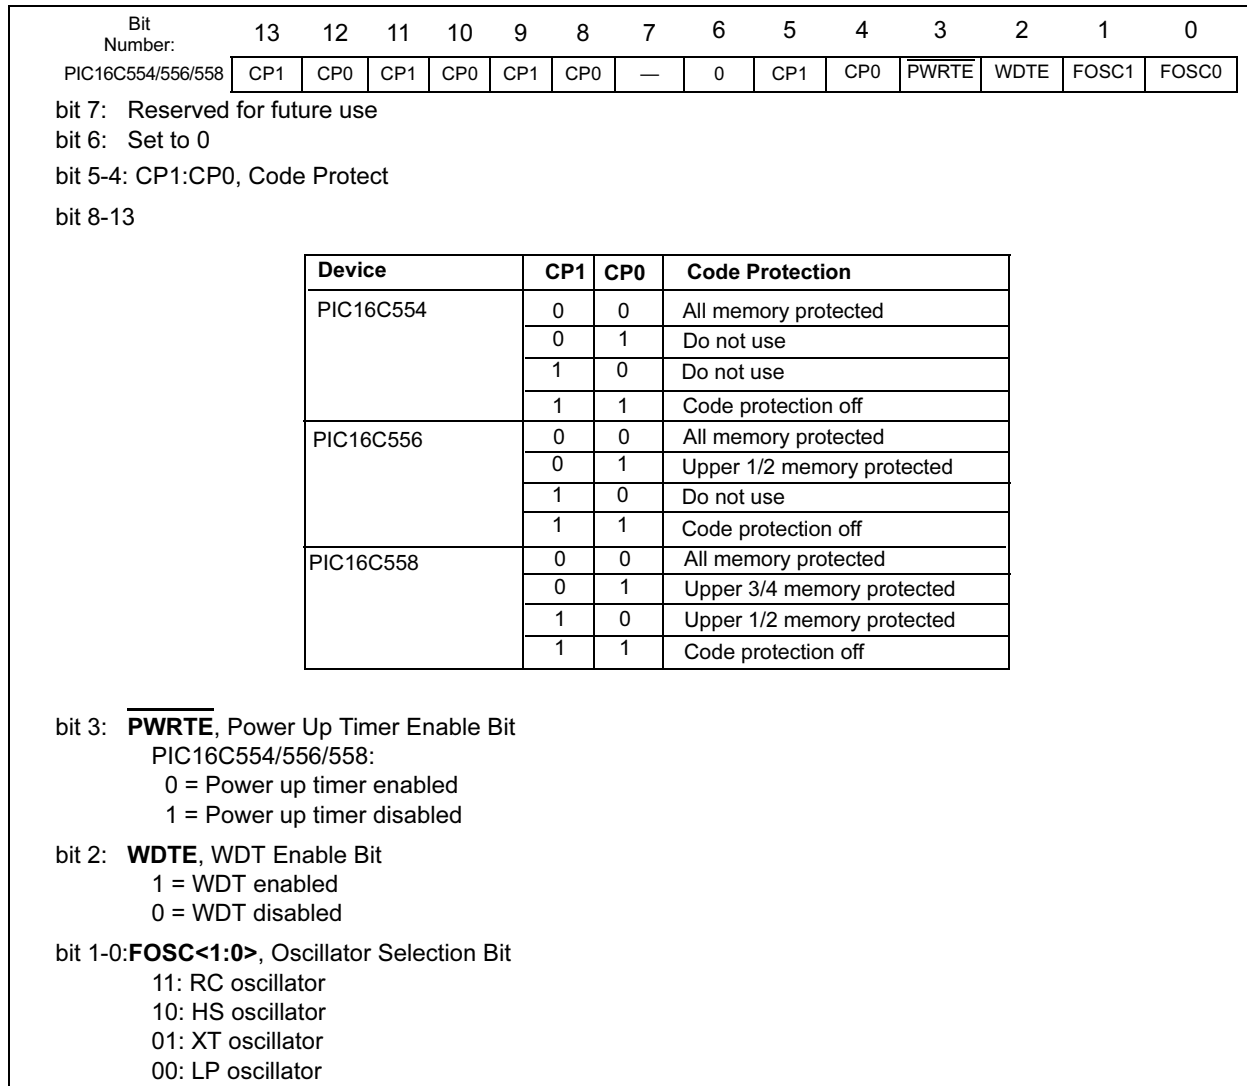 Bit Number: 13 12 11 10 9 8 7 6 5 4 3 2 1 0
PIC16C554/556/558 CP1 CP0 CP1 CP0 CP1 CP0 — 0 CP1 CP0 PWRTE WDTE FOSC1 FOSC0
bit 7: Reserved for future use
bit 6: Set to 0
bit 5-4: CP1:CP0, Code Protect
bit 8-13
Device CP1 CP0 Code Protection
PIC16C554 0 0 All memory protected
0 1 Do not use
1 0 Do not use
1 1 Code protection off
PIC16C556 0 0 All memory protected
0 1 Upper 1/2 memory protected
1 0 Do not use
1 1 Code protection off
PIC16C558 0 0 All memory protected
0 1 Upper 3/4 memory protected
1 0 Upper 1/2 memory protected
1 1 Code protection off
bit 3: PWRTE, Power Up Timer Enable Bit
PIC16C554/556/558:
0 = Power up timer enabled
1 = Power up timer disabled
bit 2: WDTE, WDT Enable Bit
1 = WDT enabled
0 = WDT disabled
bit 1-0:FOSC<1:0>, Oscillator Selection Bit
11: RC oscillator
10: HS oscillator
01: XT oscillator
00: LP oscillator